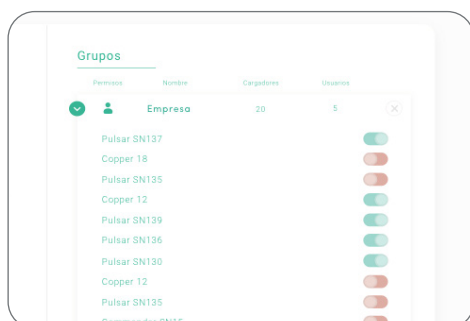 Grupos
Permisos Nombre Cargadores Usuarios
Empresa 20 5
Pulsar SN137
Copper 18
Pulsar SN135
Copper 12
Pulsar SN139
Pulsar SN136
Pulsar SN130
Copper 12
Pulsar SN135